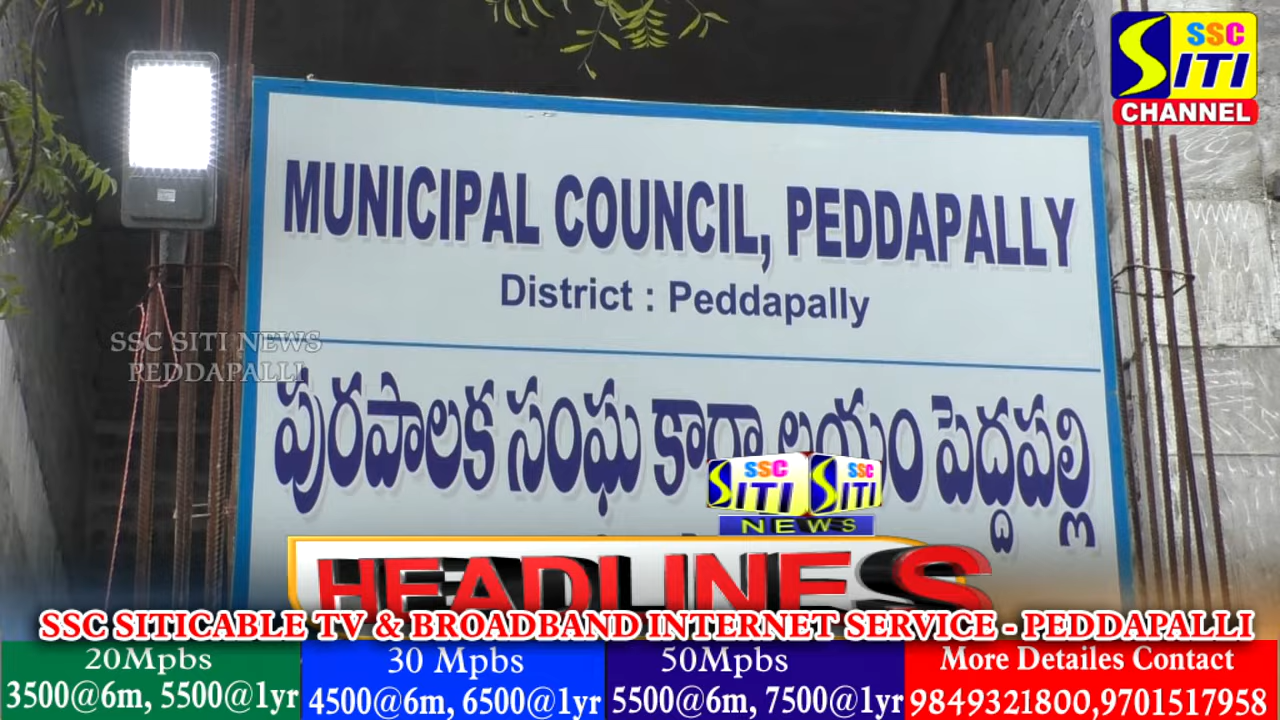 SSC
SITI
CHANNEL
MUNICIPAL COUNCIL, PEDDAPALLY
District : Peddapally
SSC SITI NEWS
PEDDAPALLI
పురపాలక సంఘ కార్యాలయం పెద్దపల్లి
SSC SSC
SITI SITI
NEWS
HEADLINES
SSC SITICABLE TV & BROADBAND INTERNET SERVICE - PEDDAPALLI
20Mpbs 30 Mpbs 50Mpbs More Detailes Contact
3500@6m, 5500@1yr 4500@6m, 6500@1yr 5500@6m, 7500@1yr 9849321800,9701517958